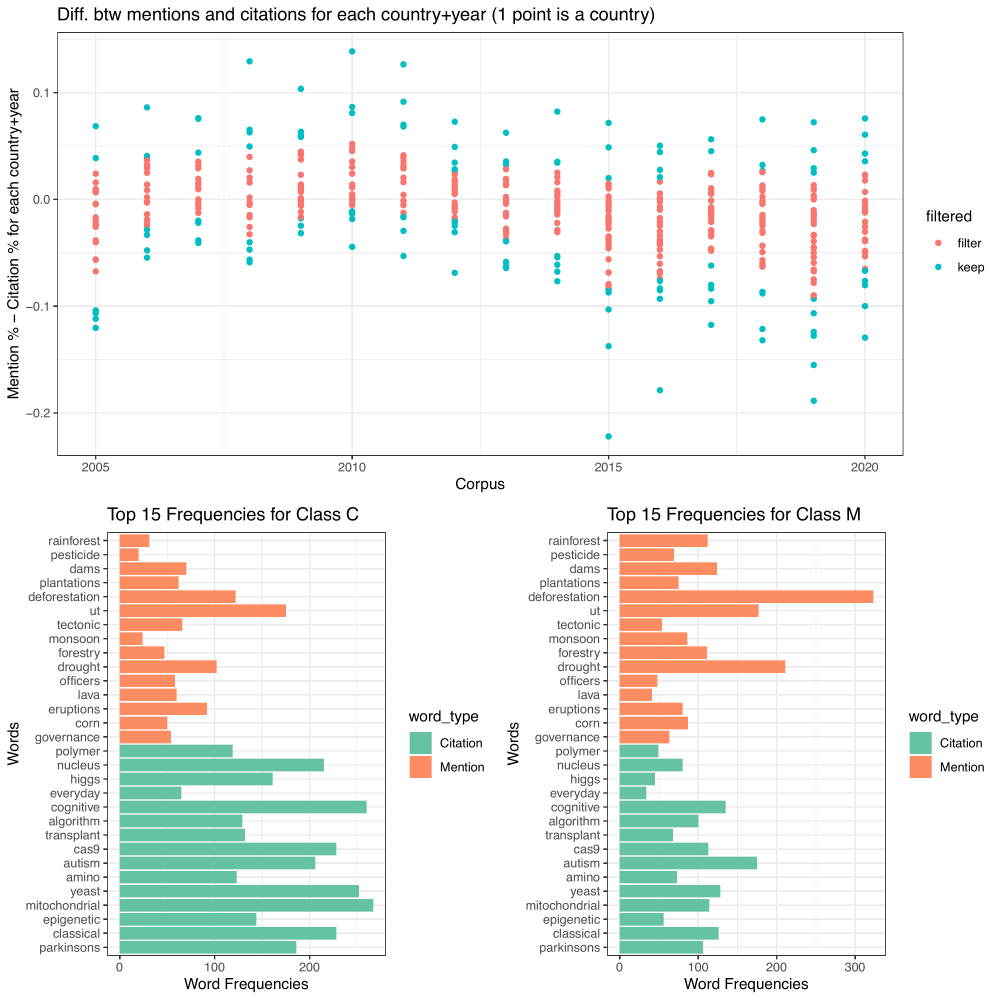 Diff. btw mentions and citations for each country+year (1 point is a country)
Mention % − Citation % for each country+year
0.1
0.0
−0.1
−0.2
2005
2010
2015
2020
Corpus
filtered
filter
keep
Top 15 Frequencies for Class C
Words
rainforest
pesticide
dams
plantations
deforestation
ut
tectonic
monsoon
forestry
drought
officers
lava
eruptions
corn
governance
polymer
nucleus
higgs
everyday
cognitive
algorithm
transplant
cas9
autism
amino
yeast
mitochondrial
epigenetic
classical
parkinsons
0
100
200
Word Frequencies
word_type
Citation
Mention
Top 15 Frequencies for Class M
Words
rainforest
pesticide
dams
plantations
deforestation
ut
tectonic
monsoon
forestry
drought
officers
lava
eruptions
corn
governance
polymer
nucleus
higgs
everyday
cognitive
algorithm
transplant
cas9
autism
amino
yeast
mitochondrial
epigenetic
classical
parkinsons
0
100
200
300
Word Frequencies
word_type
Citation
Mention